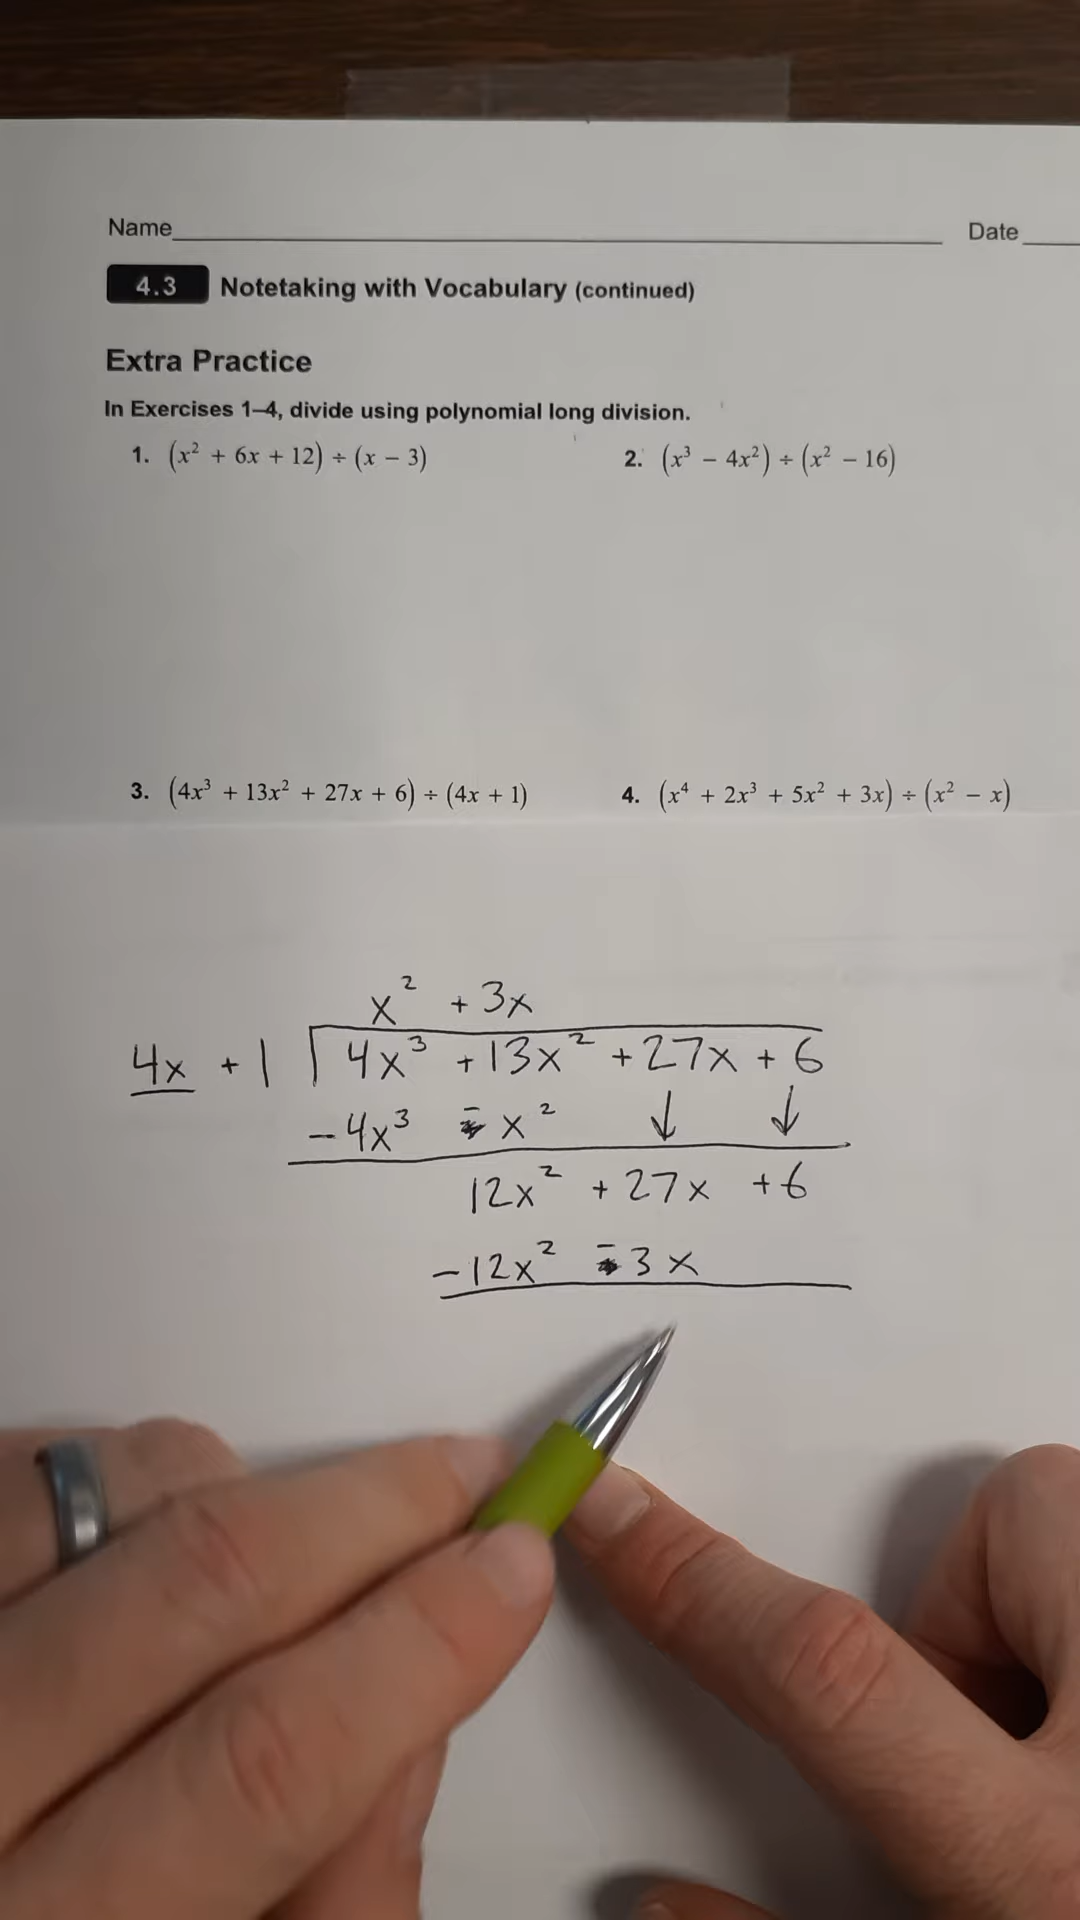 Name Date
4.3 Notetaking with Vocabulary (continued)
Extra Practice
In Exercises 1–4, divide using polynomial long division.
1. (x² + 6x + 12) ÷ (x − 3)
2. (x³ − 4x²) ÷ (x² − 16)
3. (4x³ + 13x² + 27x + 6) ÷ (4x + 1)
4. (x⁴ + 2x³ + 5x² + 3x) ÷ (x² − x)
x² + 3x
4x + 1 4x³ + 13x² + 27x + 6
− 4x³ − x² ↓ ↓
12x² + 27x + 6
− 12x² − 3x